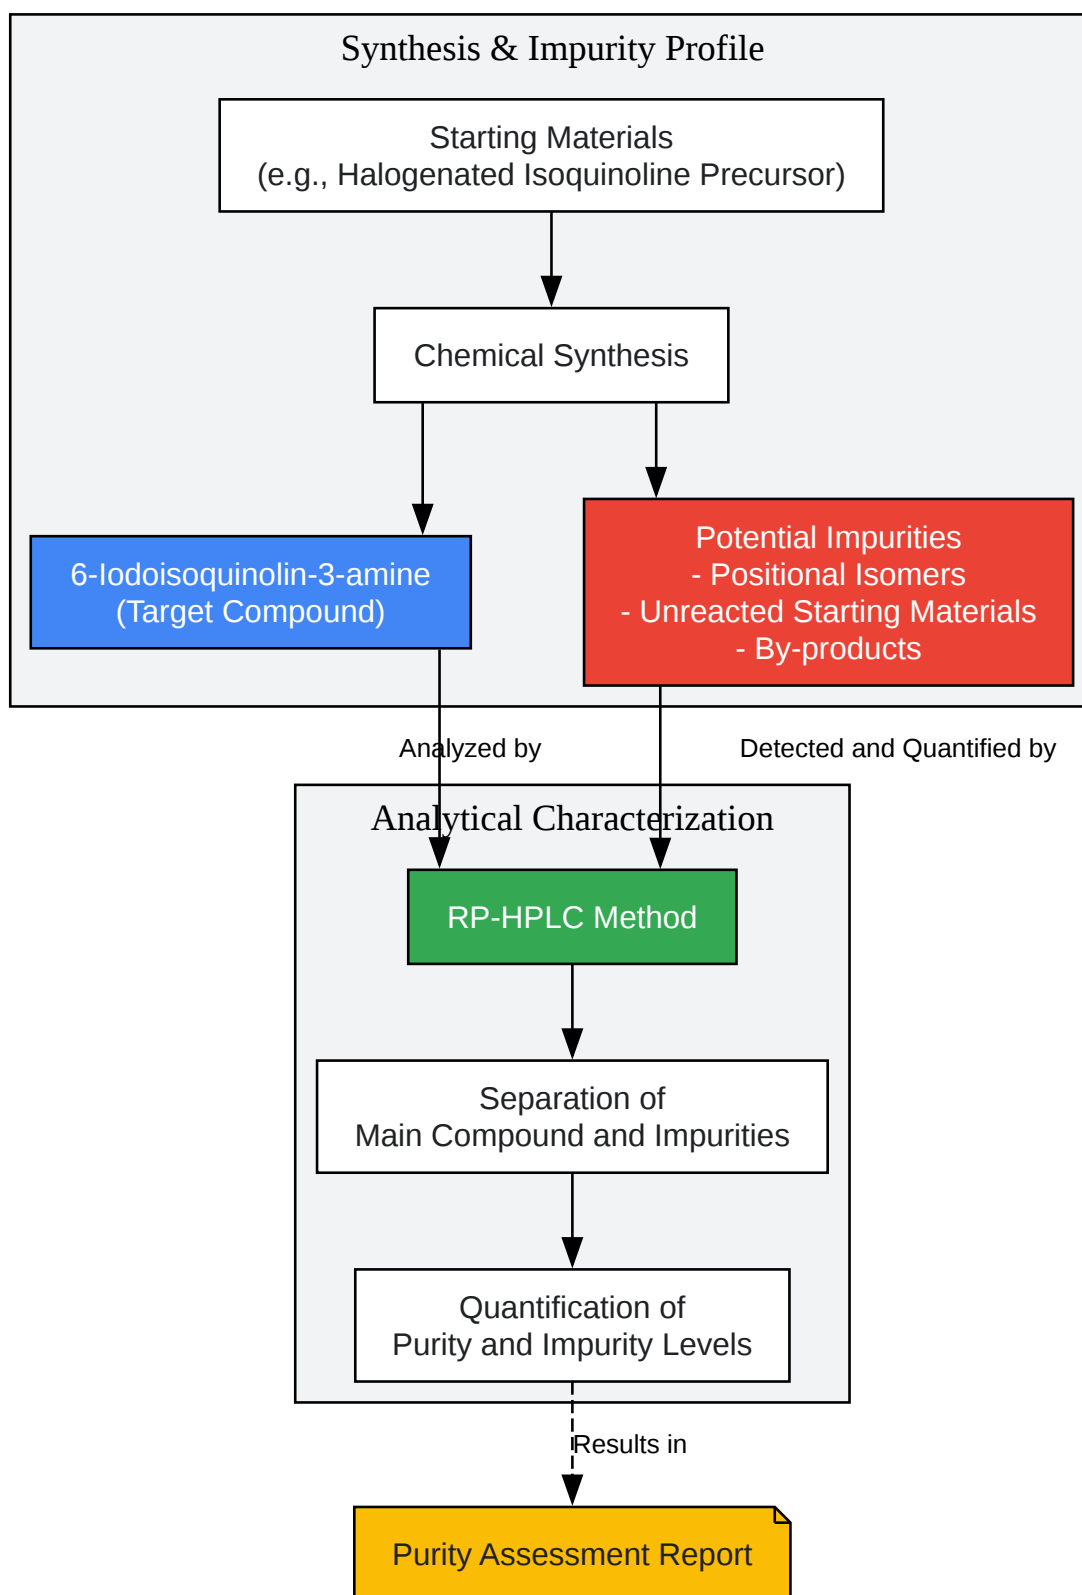 Synthesis & Impurity Profile
Starting Materials
(e.g., Halogenated Isoquinoline Precursor)
Chemical Synthesis
6-Iodoisoquinolin-3-amine
(Target Compound)
Potential Impurities
- Positional Isomers
- Unreacted Starting Materials
- By-products
Analyzed by
Detected and Quantified by
Analytical Characterization
RP-HPLC Method
Separation of
Main Compound and Impurities
Quantification of
Purity and Impurity Levels
Results in
Purity Assessment Report